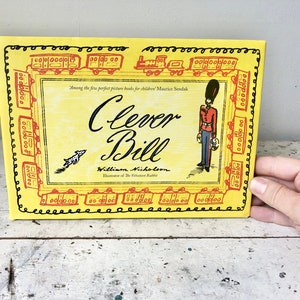 Among the few perfect picture books for children/Maurice Sendak
Clever
Bill
William Nicholson
Illustrator of The Velveteen Rabbit